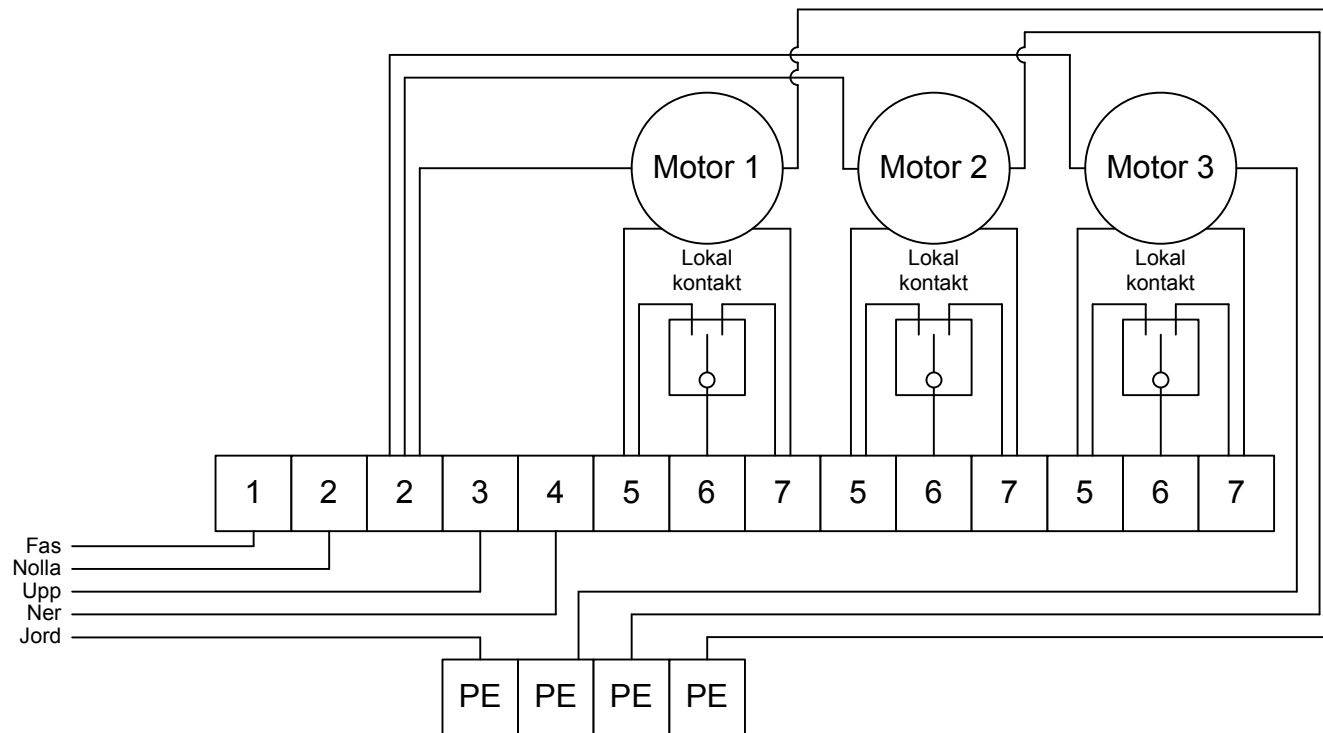 Motor 1 Motor 2 Motor 3
Lokal Lokal Lokal
kontakt kontakt kontakt
1 2 2 3 4 5 6 7 5 6 7 5 6 7
Fas
Nolla
Upp
Ner
Jord
PE PE PE PE